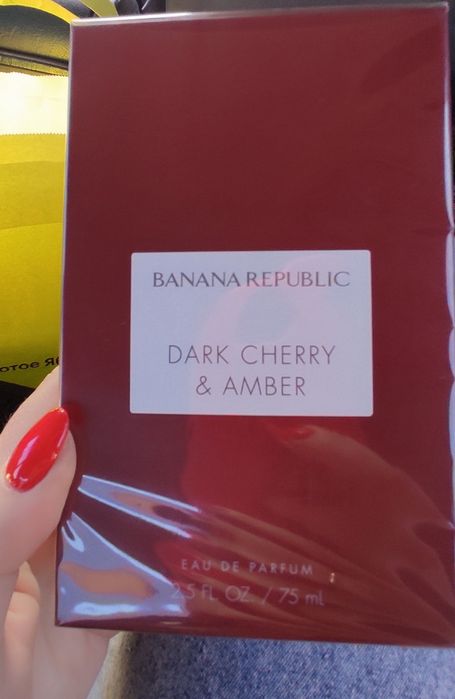 BANANA REPUBLIC
DARK CHERRY
& AMBER
EAU DE PARFUM
2.5 FL. OZ. / 75 mL